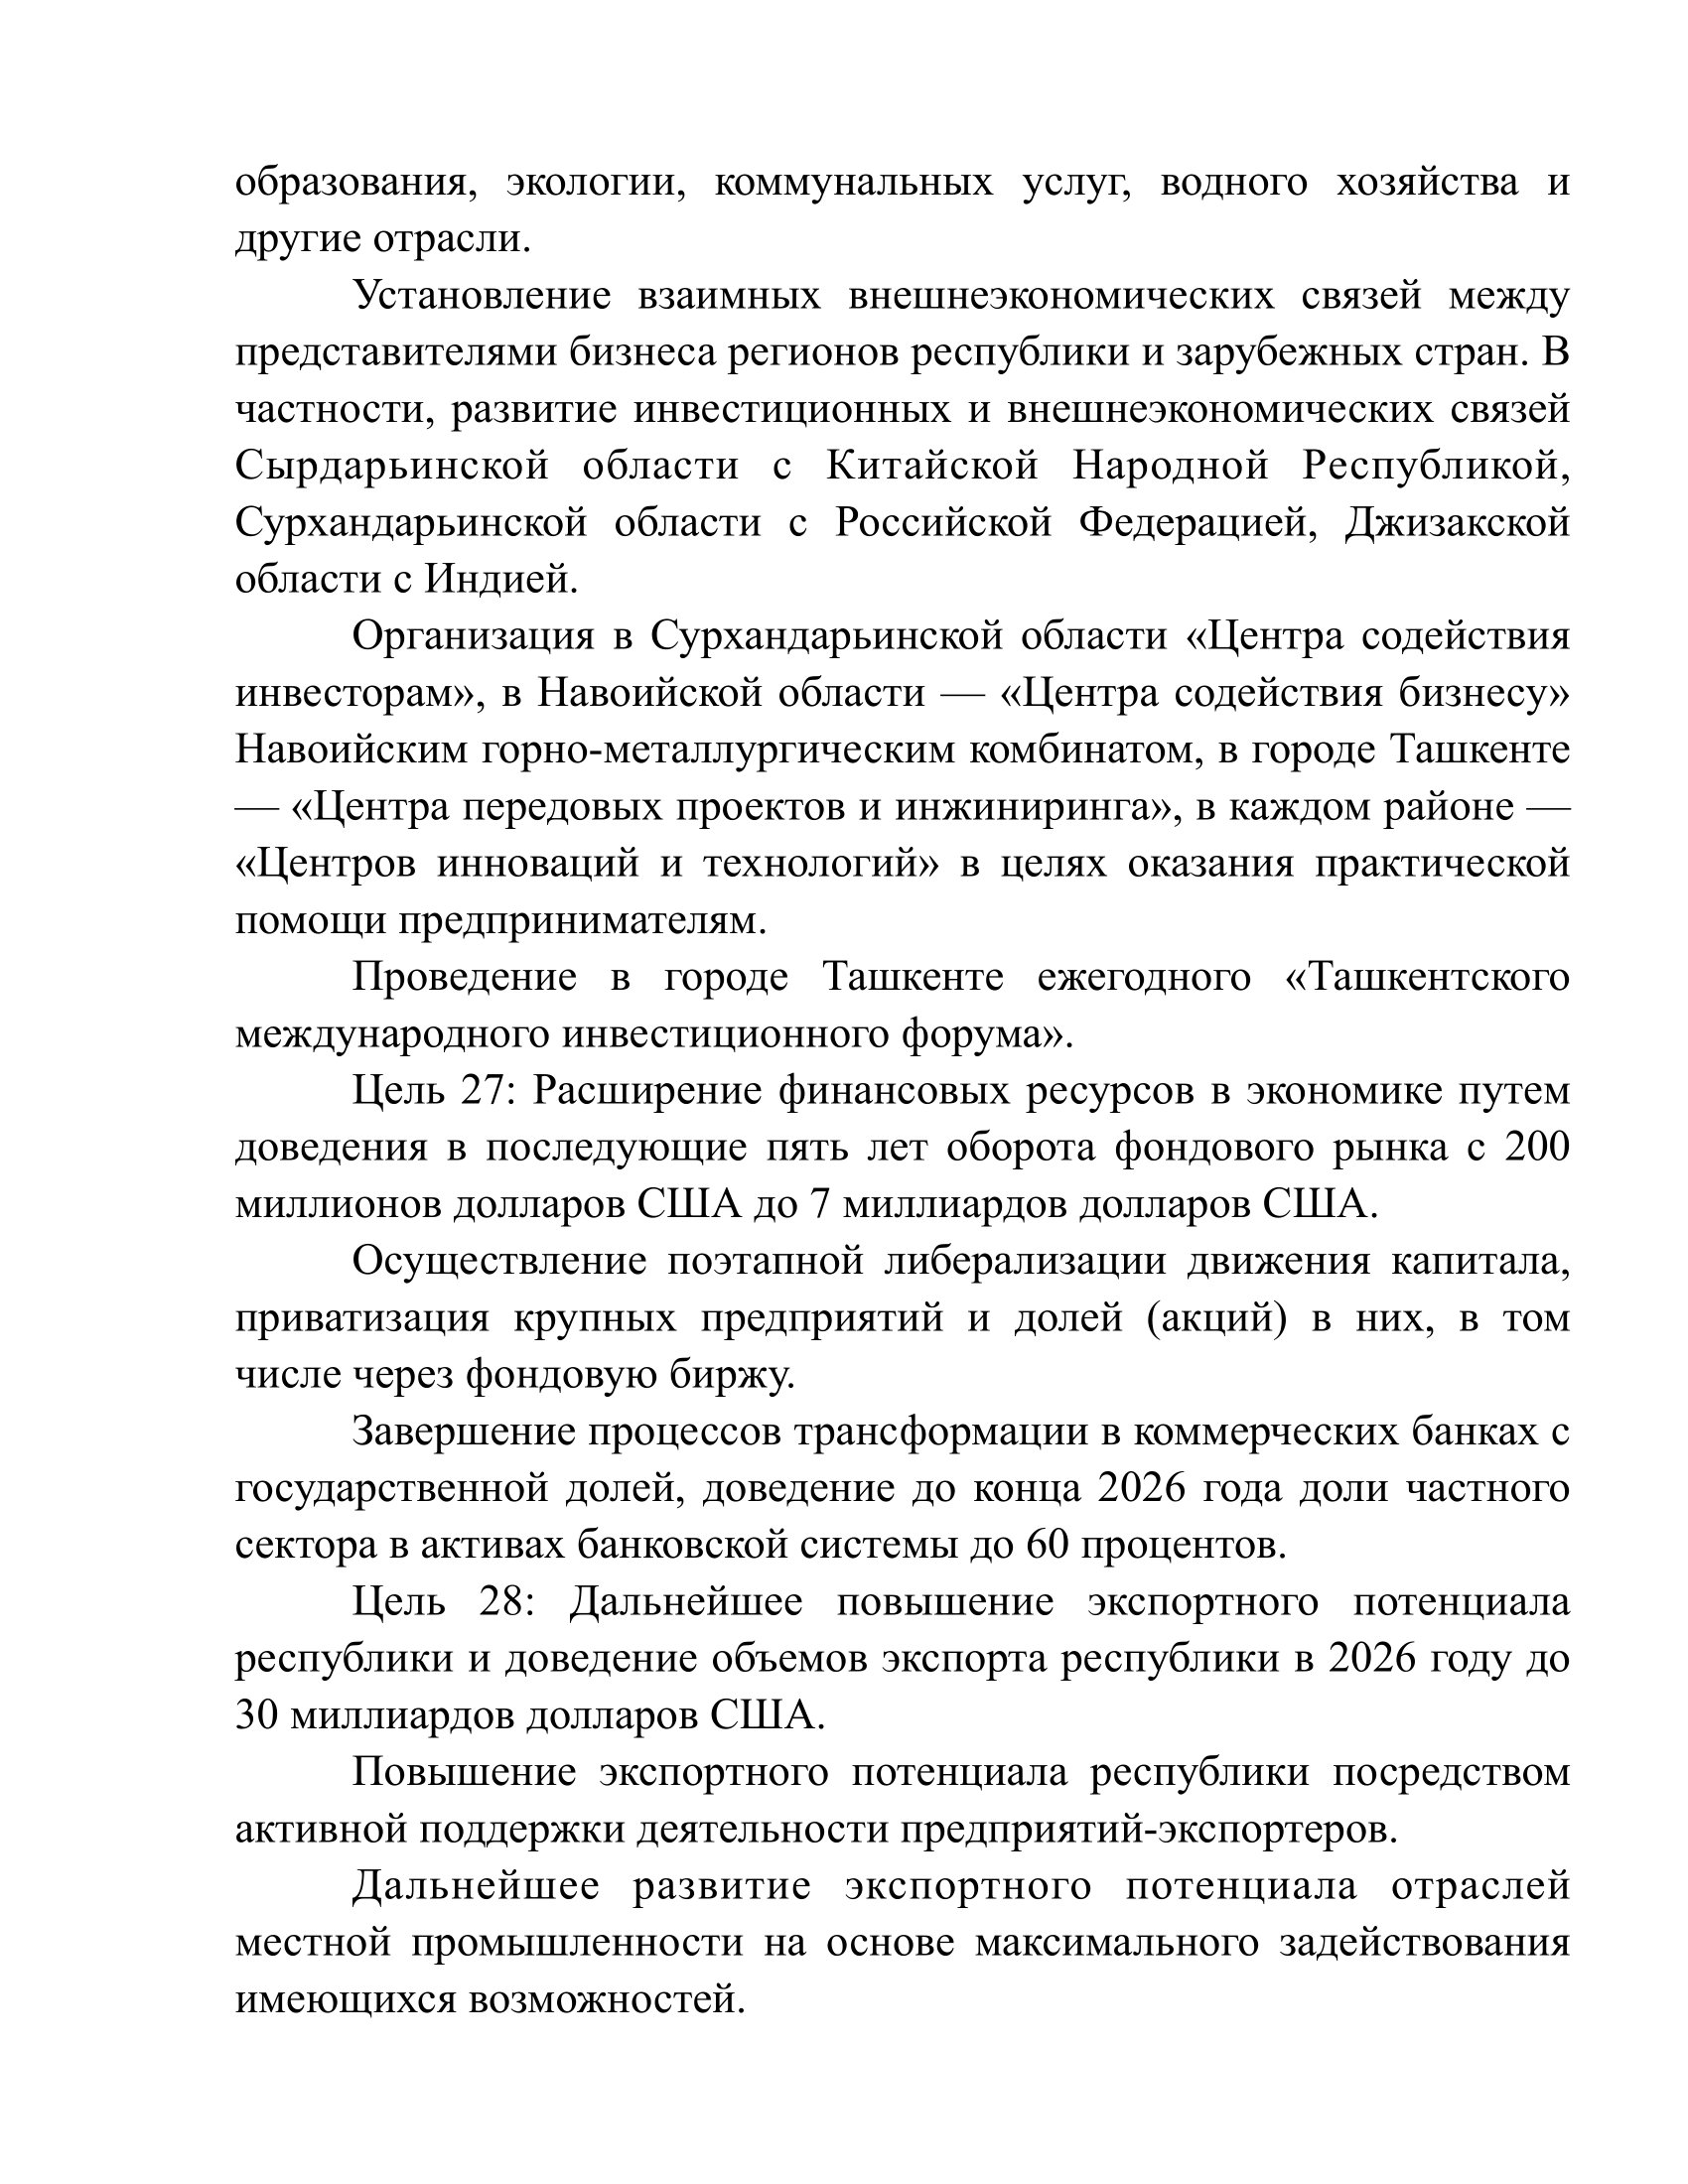 образования, экологии, коммунальных услуг, водного хозяйства и
другие отрасли.
Установление взаимных внешнеэкономических связей между
представителями бизнеса регионов республики и зарубежных стран. В
частности, развитие инвестиционных и внешнеэкономических связей
Сырдарьинской области с Китайской Народной Республикой,
Сурхандарьинской области с Российской Федерацией, Джизакской
области с Индией.
Организация в Сурхандарьинской области «Центра содействия
инвесторам», в Навоийской области — «Центра содействия бизнесу»
Навоийским горно-металлургическим комбинатом, в городе Ташкенте
— «Центра передовых проектов и инжиниринга», в каждом районе —
«Центров инноваций и технологий» в целях оказания практической
помощи предпринимателям.
Проведение в городе Ташкенте ежегодного «Ташкентского
международного инвестиционного форума».
Цель 27: Расширение финансовых ресурсов в экономике путем
доведения в последующие пять лет оборота фондового рынка с 200
миллионов долларов США до 7 миллиардов долларов США.
Осуществление поэтапной либерализации движения капитала,
приватизация крупных предприятий и долей (акций) в них, в том
числе через фондовую биржу.
Завершение процессов трансформации в коммерческих банках с
государственной долей, доведение до конца 2026 года доли частного
сектора в активах банковской системы до 60 процентов.
Цель 28: Дальнейшее повышение экспортного потенциала
республики и доведение объемов экспорта республики в 2026 году до
30 миллиардов долларов США.
Повышение экспортного потенциала республики посредством
активной поддержки деятельности предприятий-экспортеров.
Дальнейшее развитие экспортного потенциала отраслей
местной промышленности на основе максимального задействования
имеющихся возможностей.